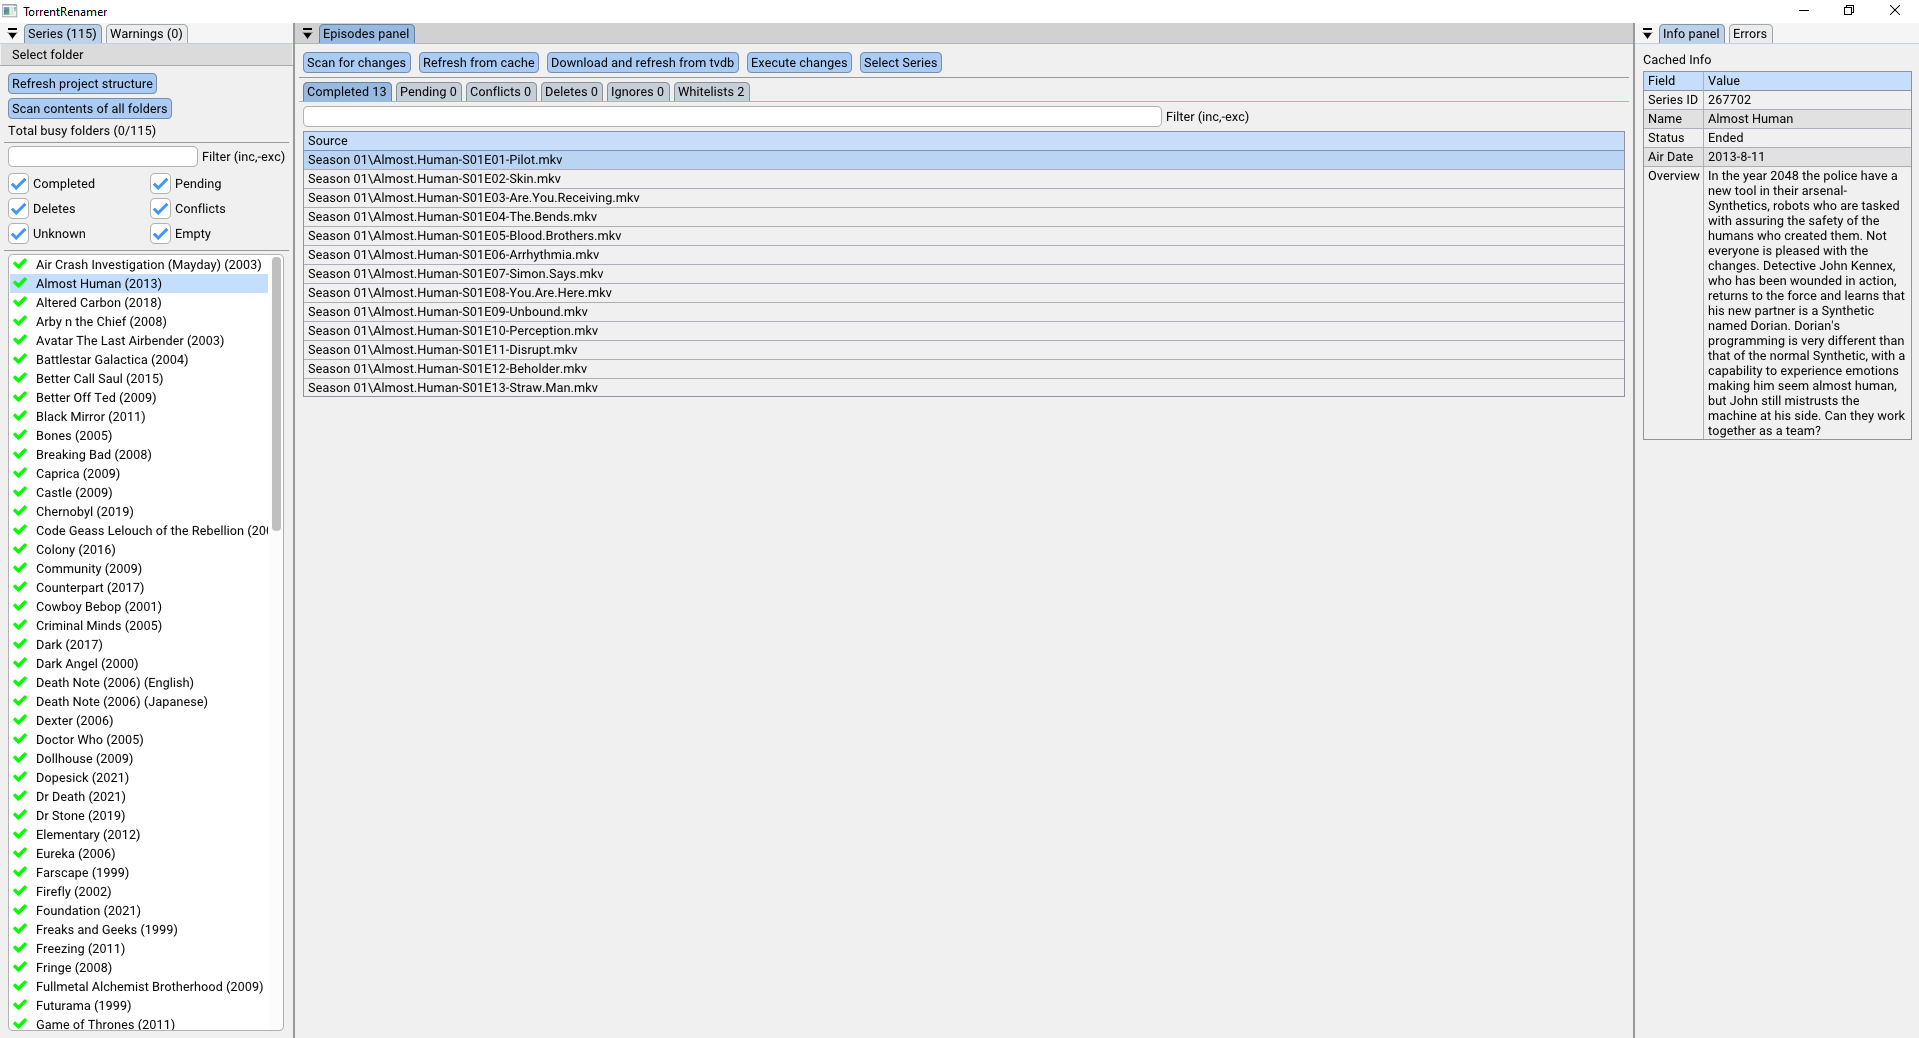 TorrentRenamer
Series (115)
Warnings (0)
Select folder
Refresh project structure
Scan contents of all folders
Total busy folders (0/115)
Filter (inc,-exc)
Completed
Pending
Deletes
Conflicts
Unknown
Empty
Air Crash Investigation (Mayday) (2003)
Almost Human (2013)
Altered Carbon (2018)
Arby n the Chief (2008)
Avatar The Last Airbender (2003)
Battlestar Galactica (2004)
Better Call Saul (2015)
Better Off Ted (2009)
Black Mirror (2011)
Bones (2005)
Breaking Bad (2008)
Caprica (2009)
Castle (2009)
Chernobyl (2019)
Code Geass Lelouch of the Rebellion (20
Colony (2016)
Community (2009)
Counterpart (2017)
Cowboy Bebop (2001)
Criminal Minds (2005)
Dark (2017)
Dark Angel (2000)
Death Note (2006) (English)
Death Note (2006) (Japanese)
Dexter (2006)
Doctor Who (2005)
Dollhouse (2009)
Dopesick (2021)
Dr Death (2021)
Dr Stone (2019)
Elementary (2012)
Eureka (2006)
Farscape (1999)
Firefly (2002)
Foundation (2021)
Freaks and Geeks (1999)
Freezing (2011)
Fringe (2008)
Fullmetal Alchemist Brotherhood (2009)
Futurama (1999)
Game of Thrones (2011)
Episodes panel
Scan for changes
Refresh from cache
Download and refresh from tvdb
Execute changes
Select Series
Completed 13
Pending 0
Conflicts 0
Deletes 0
Ignores 0
Whitelists 2
Filter (inc,-exc)
Source
Season 01\Almost.Human-S01E01-Pilot.mkv
Season 01\Almost.Human-S01E02-Skin.mkv
Season 01\Almost.Human-S01E03-Are.You.Receiving.mkv
Season 01\Almost.Human-S01E04-The.Bends.mkv
Season 01\Almost.Human-S01E05-Blood.Brothers.mkv
Season 01\Almost.Human-S01E06-Arrhythmia.mkv
Season 01\Almost.Human-S01E07-Simon.Says.mkv
Season 01\Almost.Human-S01E08-You.Are.Here.mkv
Season 01\Almost.Human-S01E09-Unbound.mkv
Season 01\Almost.Human-S01E10-Perception.mkv
Season 01\Almost.Human-S01E11-Disrupt.mkv
Season 01\Almost.Human-S01E12-Beholder.mkv
Season 01\Almost.Human-S01E13-Straw.Man.mkv
Info panel
Errors
Cached Info
Field Value
Series ID 267702
Name Almost Human
Status Ended
Air Date 2013-8-11
Overview In the year 2048 the police have a
new tool in their arsenal-
Synthetics, robots who are tasked
with assuring the safety of the
humans who created them. Not
everyone is pleased with the
changes. Detective John Kennex,
who has been wounded in action,
returns to the force and learns that
his new partner is a Synthetic
named Dorian. Dorian's
programming is very different than
that of the normal Synthetic, with a
capability to experience emotions
making him seem almost human,
but John still mistrusts the
machine at his side. Can they work
together as a team?